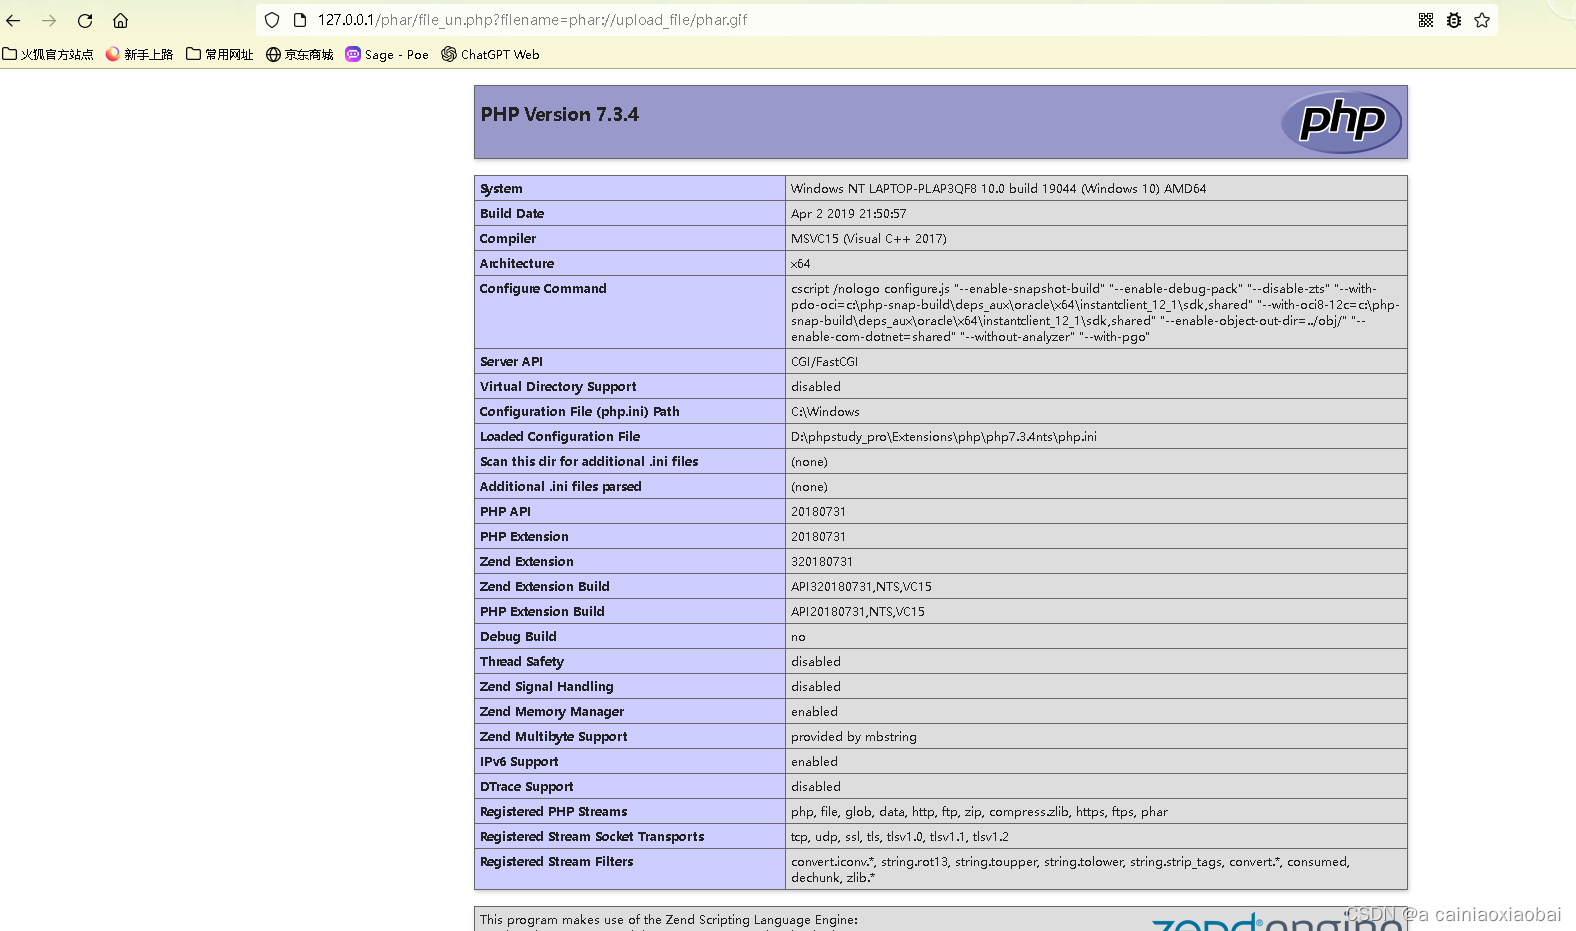 127.0.0.1/phar/file_un.php?filename=phar://upload_file/phar.gif
火狐官方站点 新手上路 常用网址 京东商城 Sage - Poe ChatGPT Web
PHP Version 7.3.4
php
System Windows NT LAPTOP-PLAP3QF8 10.0 build 19044 (Windows 10) AMD64
Build Date Apr 2 2019 21:50:57
Compiler MSVC15 (Visual C++ 2017)
Architecture x64
Configure Command cscript /nologo configure.js "--enable-snapshot-build" "--enable-debug-pack" "--disable-zts" "--with-
pdo-oci=c:\php-snap-build\deps_aux\oracle\x64\instantclient_12_1\sdk,shared" "--with-oci8-12c=c:\php-
snap-build\deps_aux\oracle\x64\instantclient_12_1\sdk,shared" "--enable-object-out-dir=../obj/" "--
enable-com-dotnet=shared" "--without-analyzer" "--with-pgo"
Server API CGI/FastCGI
Virtual Directory Support disabled
Configuration File (php.ini) Path C:\Windows
Loaded Configuration File D:\phpstudy_pro\Extensions\php\php7.3.4nts\php.ini
Scan this dir for additional .ini files (none)
Additional .ini files parsed (none)
PHP API 20180731
PHP Extension 20180731
Zend Extension 320180731
Zend Extension Build API320180731,NTS,VC15
PHP Extension Build API20180731,NTS,VC15
Debug Build no
Thread Safety disabled
Zend Signal Handling disabled
Zend Memory Manager enabled
Zend Multibyte Support provided by mbstring
IPv6 Support enabled
DTrace Support disabled
Registered PHP Streams php, file, glob, data, http, ftp, zip, compress.zlib, https, ftps, phar
Registered Stream Socket Transports tcp, udp, ssl, tls, tlsv1.0, tlsv1.1, tlsv1.2
Registered Stream Filters convert.iconv.*, string.rot13, string.toupper, string.tolower, string.strip_tags, convert.*, consumed,
dechunk, zlib.*
This program makes use of the Zend Scripting Language Engine:
zend engine
CSDN @a cainiaoxiaobai